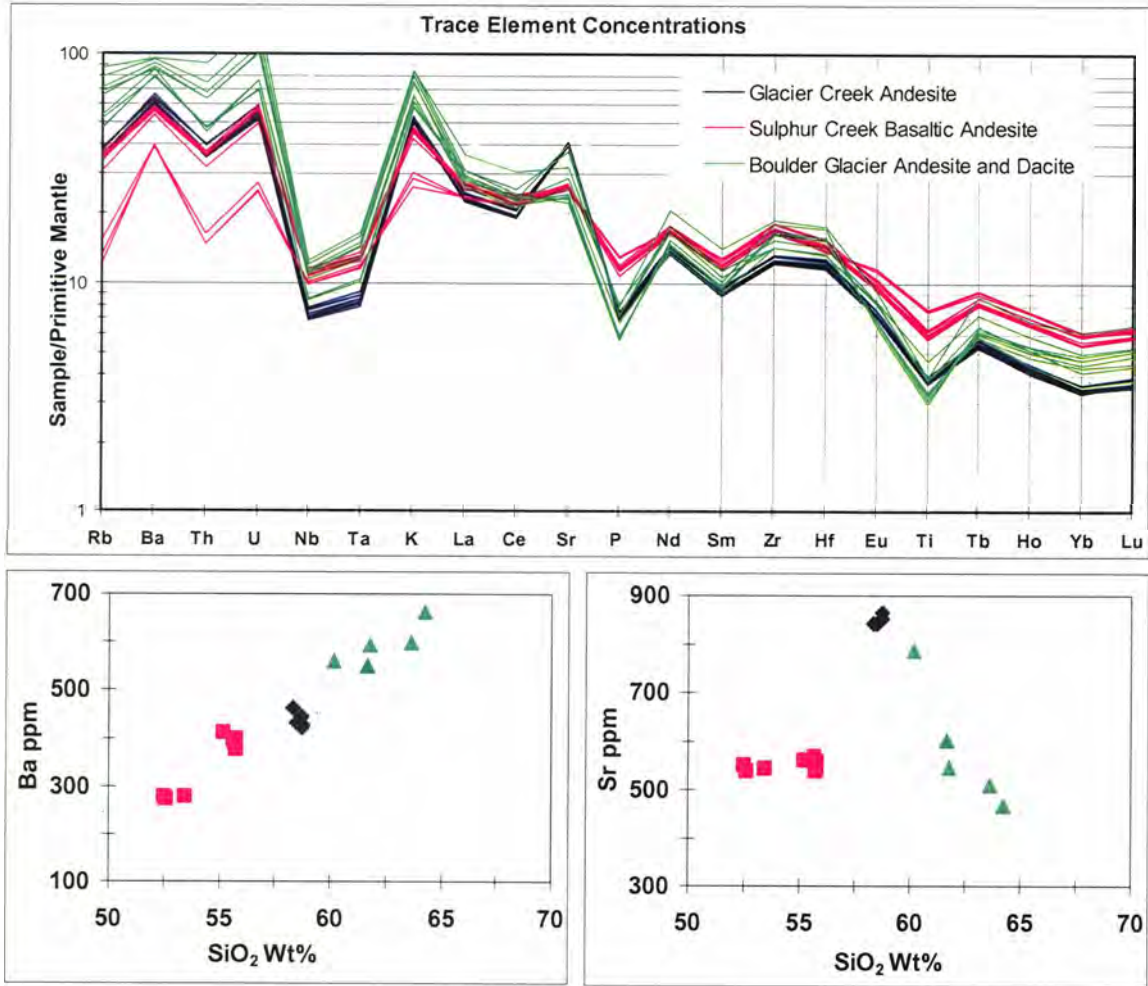 Trace Element Concentrations
Sample/Primitive Mantle
100
10
1
Glacier Creek Andesite
Sulphur Creek Basaltic Andesite
Boulder Glacier Andesite and Dacite
Rb Ba Th U Nb Ta K La Ce Sr P Nd Sm Zr Hf Eu Ti Tb Ho Yb Lu
Ba ppm
700
500
300
100
50 55 60 65 70
SiO₂ Wt%
Sr ppm
900
700
500
300
50 55 60 65 70
SiO₂ Wt%